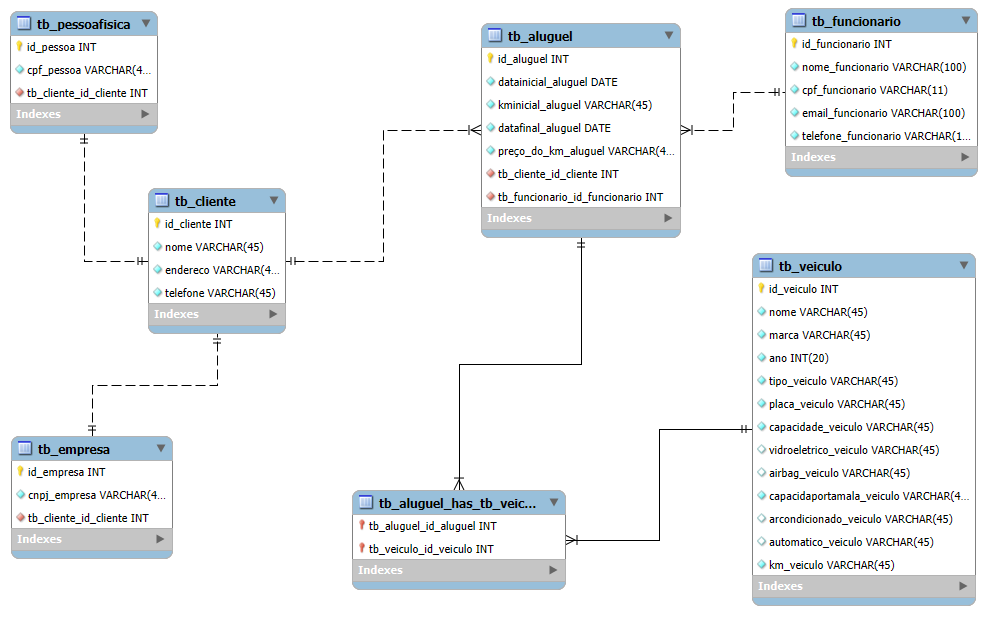 tb_pessoafisica
id_pessoa INT
cpf_pessoa VARCHAR(4...
tb_cliente_id_cliente INT
Indexes
tb_cliente
id_cliente INT
nome VARCHAR(45)
endereco VARCHAR(4...
telefone VARCHAR(45)
Indexes
tb_empresa
id_empresa INT
cnpj_empresa VARCHAR(4...
tb_cliente_id_cliente INT
Indexes
tb_aluguel
id_aluguel INT
datainicial_aluguel DATE
kminicial_aluguel VARCHAR(45)
datafinal_aluguel DATE
preço_do_km_aluguel VARCHAR(4...
tb_cliente_id_cliente INT
tb_funcionario_id_funcionario INT
Indexes
tb_aluguel_has_tb_veic...
tb_aluguel_id_aluguel INT
tb_veiculo_id_veiculo INT
Indexes
tb_funcionario
id_funcionario INT
nome_funcionario VARCHAR(100)
cpf_funcionario VARCHAR(11)
email_funcionario VARCHAR(100)
telefone_funcionario VARCHAR(1...
Indexes
tb_veiculo
id_veiculo INT
nome VARCHAR(45)
marca VARCHAR(45)
ano INT(20)
tipo_veiculo VARCHAR(45)
placa_veiculo VARCHAR(45)
capacidade_veiculo VARCHAR(45)
vidroeletrico_veiculo VARCHAR(45)
airbag_veiculo VARCHAR(45)
capacidaportamala_veiculo VARCHAR(4...
arcondicionado_veiculo VARCHAR(45)
automatico_veiculo VARCHAR(45)
km_veiculo VARCHAR(45)
Indexes